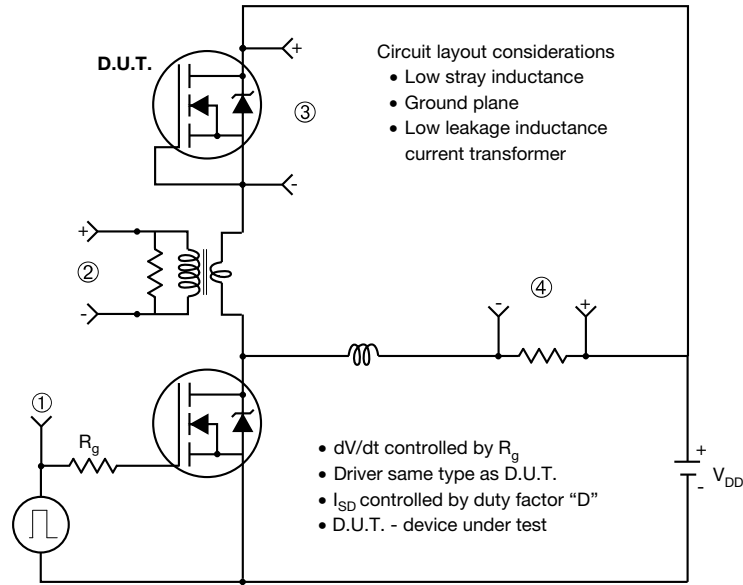 D.U.T.
+
Circuit layout considerations
• Low stray inductance
• Ground plane
• Low leakage inductance
current transformer
③
-
+
②
-
④
-
+
①
R_g
• dV/dt controlled by R_g
• Driver same type as D.U.T.
• I_SD controlled by duty factor “D”
• D.U.T. - device under test
+
V_DD
-